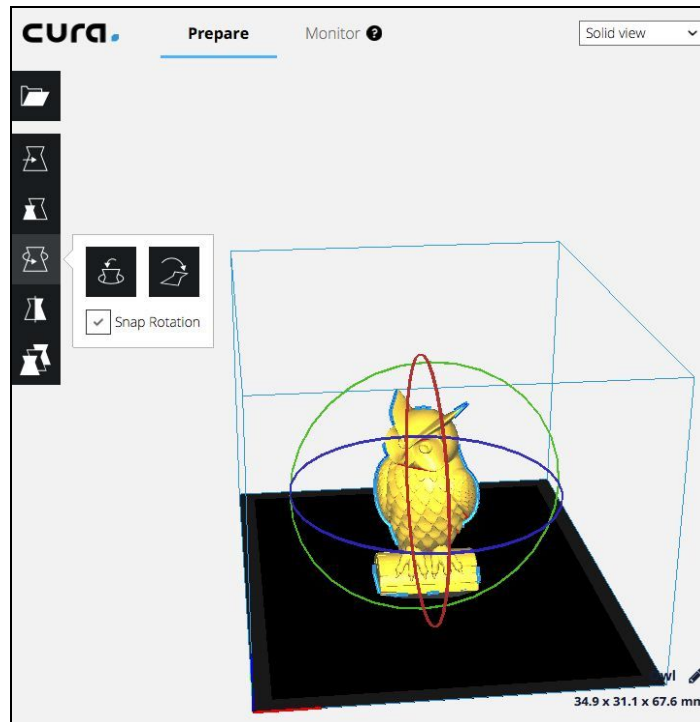 cura.
Prepare
Monitor ?
Solid view
Snap Rotation
34.9 x 31.1 x 67.6 mm